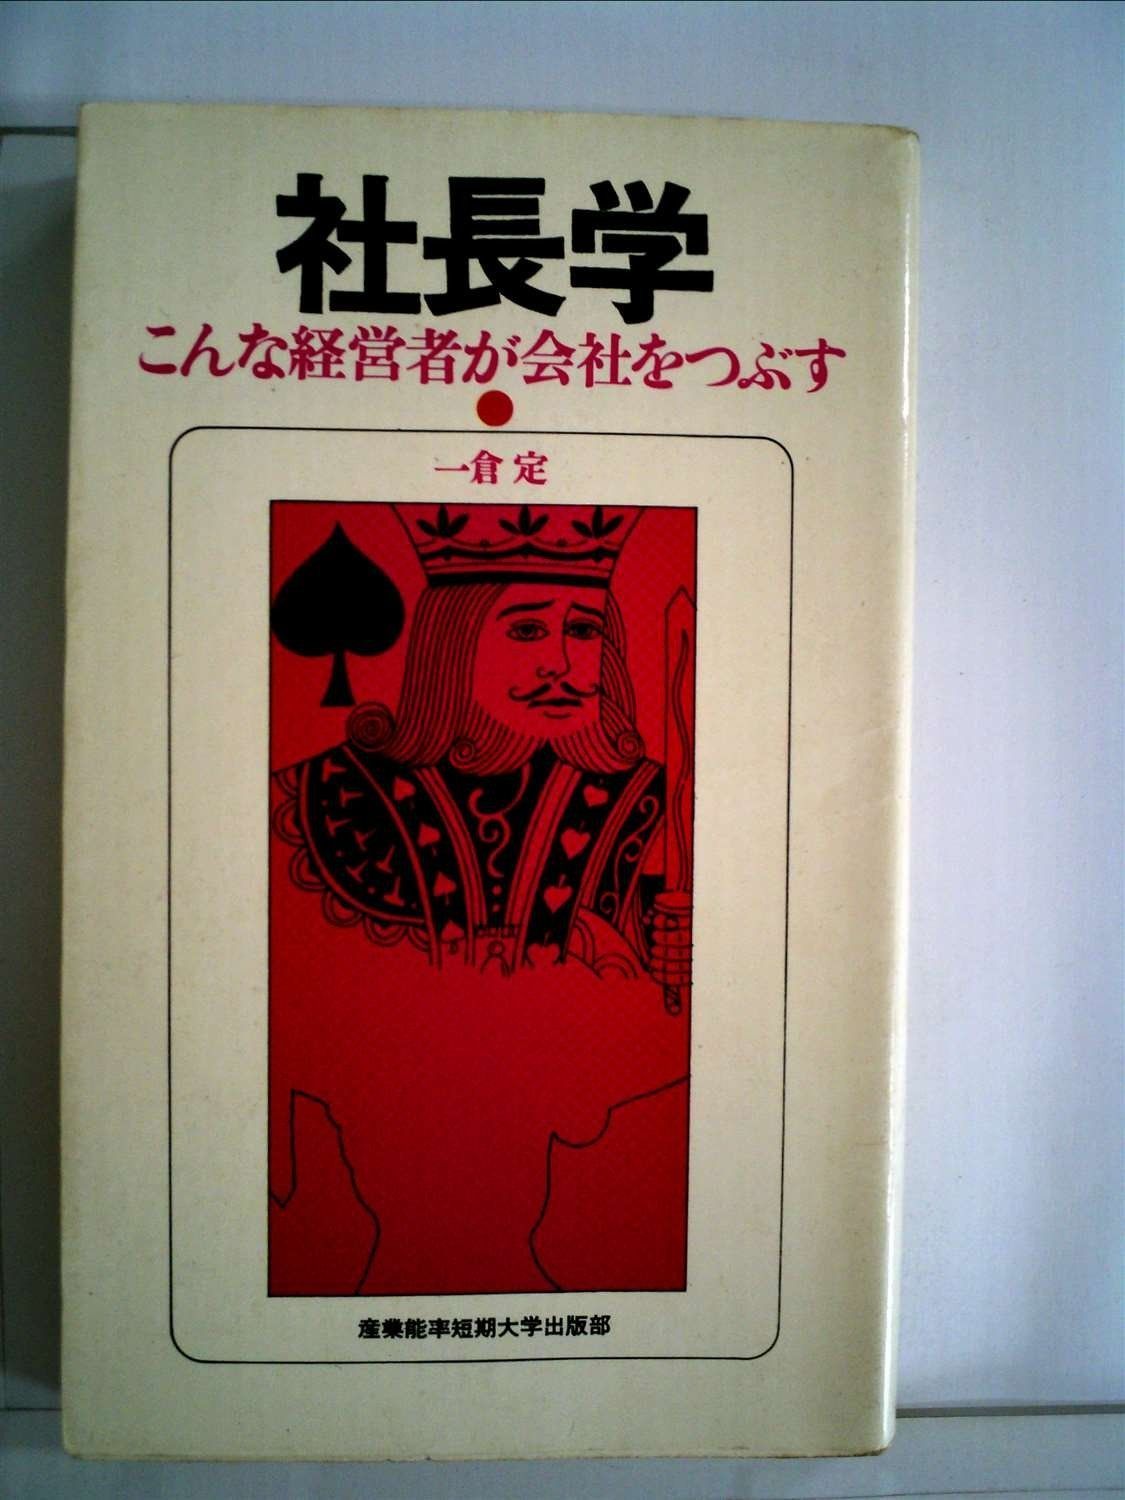 社長学
こんな経営者が会社をつぶす
一倉 定
産業能率短期大学出版部